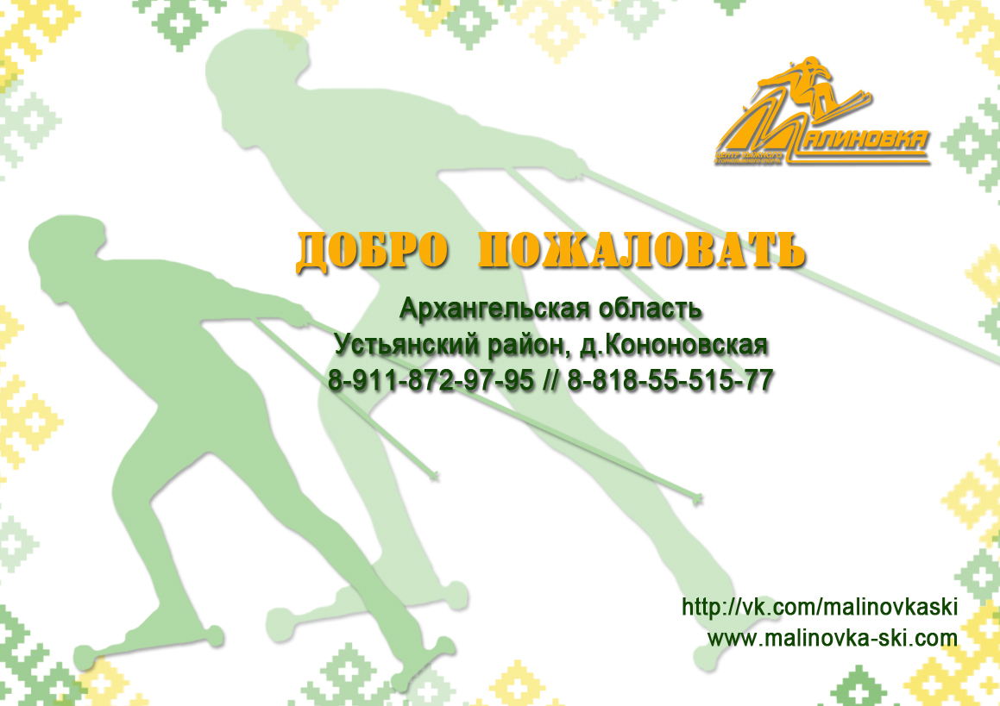 МАЛИНОВКА
ДОБРО ПОЖАЛОВАТЬ
Архангельская область
Устьянский район, д.Кононовская
8-911-872-97-95 // 8-818-55-515-77
http://vk.com/malinovkaski
www.malinovka-ski.com